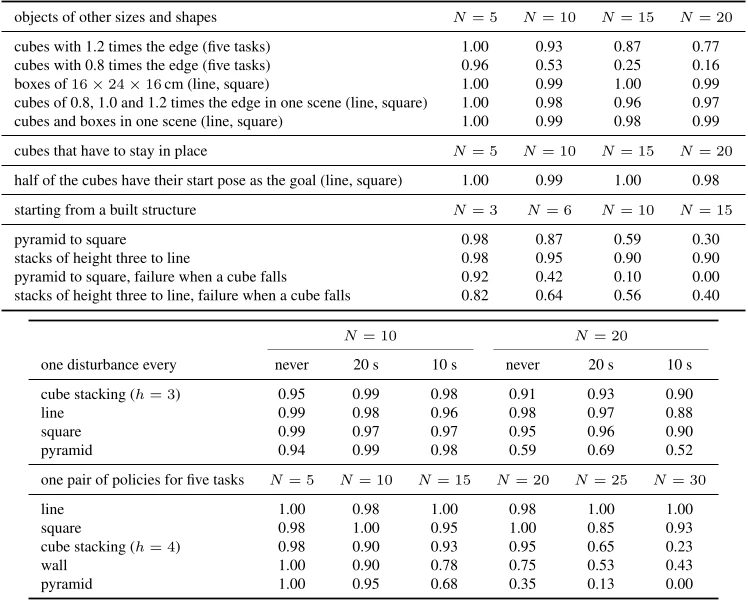 objects of other sizes and shapes N = 5 N = 10 N = 15 N = 20
cubes with 1.2 times the edge (five tasks) 1.00 0.93 0.87 0.77
cubes with 0.8 times the edge (five tasks) 0.96 0.53 0.25 0.16
boxes of 16 × 24 × 16 cm (line, square) 1.00 0.99 1.00 0.99
cubes of 0.8, 1.0 and 1.2 times the edge in one scene (line, square) 1.00 0.98 0.96 0.97
cubes and boxes in one scene (line, square) 1.00 0.99 0.98 0.99
cubes that have to stay in place N = 5 N = 10 N = 15 N = 20
half of the cubes have their start pose as the goal (line, square) 1.00 0.99 1.00 0.98
starting from a built structure N = 3 N = 6 N = 10 N = 15
pyramid to square 0.98 0.87 0.59 0.30
stacks of height three to line 0.98 0.95 0.90 0.90
pyramid to square, failure when a cube falls 0.92 0.42 0.10 0.00
stacks of height three to line, failure when a cube falls 0.82 0.64 0.56 0.40
N = 10 N = 20
one disturbance every never 20 s 10 s never 20 s 10 s
cube stacking (h = 3) 0.95 0.99 0.98 0.91 0.93 0.90
line 0.99 0.98 0.96 0.98 0.97 0.88
square 0.99 0.97 0.97 0.95 0.96 0.90
pyramid 0.94 0.99 0.98 0.59 0.69 0.52
one pair of policies for five tasks N = 5 N = 10 N = 15 N = 20 N = 25 N = 30
line 1.00 0.98 1.00 0.98 1.00 1.00
square 0.98 1.00 0.95 1.00 0.85 0.93
cube stacking (h = 4) 0.98 0.90 0.93 0.95 0.65 0.23
wall 1.00 0.90 0.78 0.75 0.53 0.43
pyramid 1.00 0.95 0.68 0.35 0.13 0.00